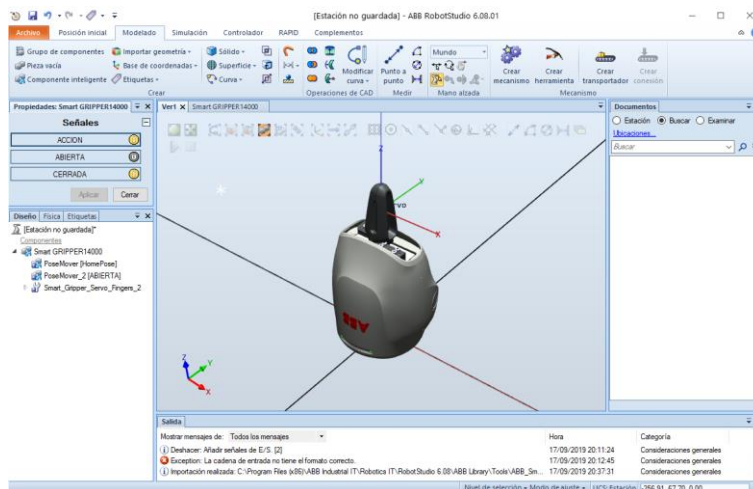 [Estación no guardada] - ABB RobotStudio 6.08.01
Archivo Posición inicial Modelado Simulación Controlador RAPID Complementos
Grupo de componentes Importar geometría Sólido Mundo
Pieza vacía Base de coordenadas Superficie
Componente inteligente Etiquetas Curva
Modificar curva Punto a punto Crear mecanismo Crear herramienta Crear transportador Crear conexión
Crear Operaciones de CAD Medir Mano alzada Mecanismo
Propiedades: Smart GRIPPER14000
Señales
ACCION
ABIERTA
CERRADA
Aplicar Cerrar
Diseño Física Etiquetas
[Estación no guardada]*
Componentes
Smart GRIPPER14000
PoseMover [HomePose]
PoseMover_2 [ABIERTA]
Smart_Gripper_Servo_Fingers_2
Ver1 Smart GRIPPER14000
Z
Y
X
ABB
Z
Y
X
Documentos
Estación Buscar Examinar
Ubicaciones...
Buscar
Salida
Mostrar mensajes de: Todos los mensajes Hora Categoría
Deshacer: Añadir señales de E/S. [2] 17/09/2019 20:11:24 Consideraciones generales
Exception: La cadena de entrada no tiene el formato correcto. 17/09/2019 20:12:45 Consideraciones generales
Importación realizada: C:\Program Files (x86)\ABB Industrial IT\Robotics IT\RobotStudio 6.08\ABB Library\Tools\ABB_Sm... 17/09/2019 20:37:31 Consideraciones generales
Nivel de selección Modo de ajuste UCS: Estación